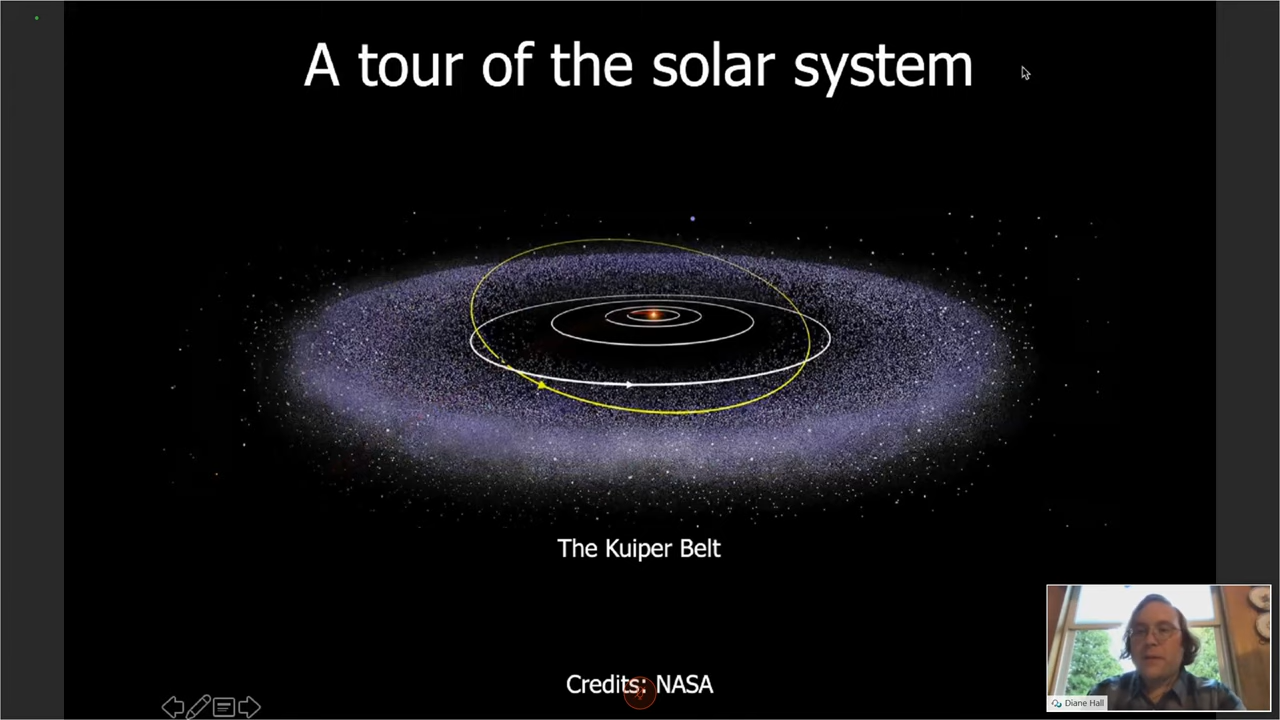 A tour of the solar system
The Kuiper Belt
Credits: NASA
Diane Hall